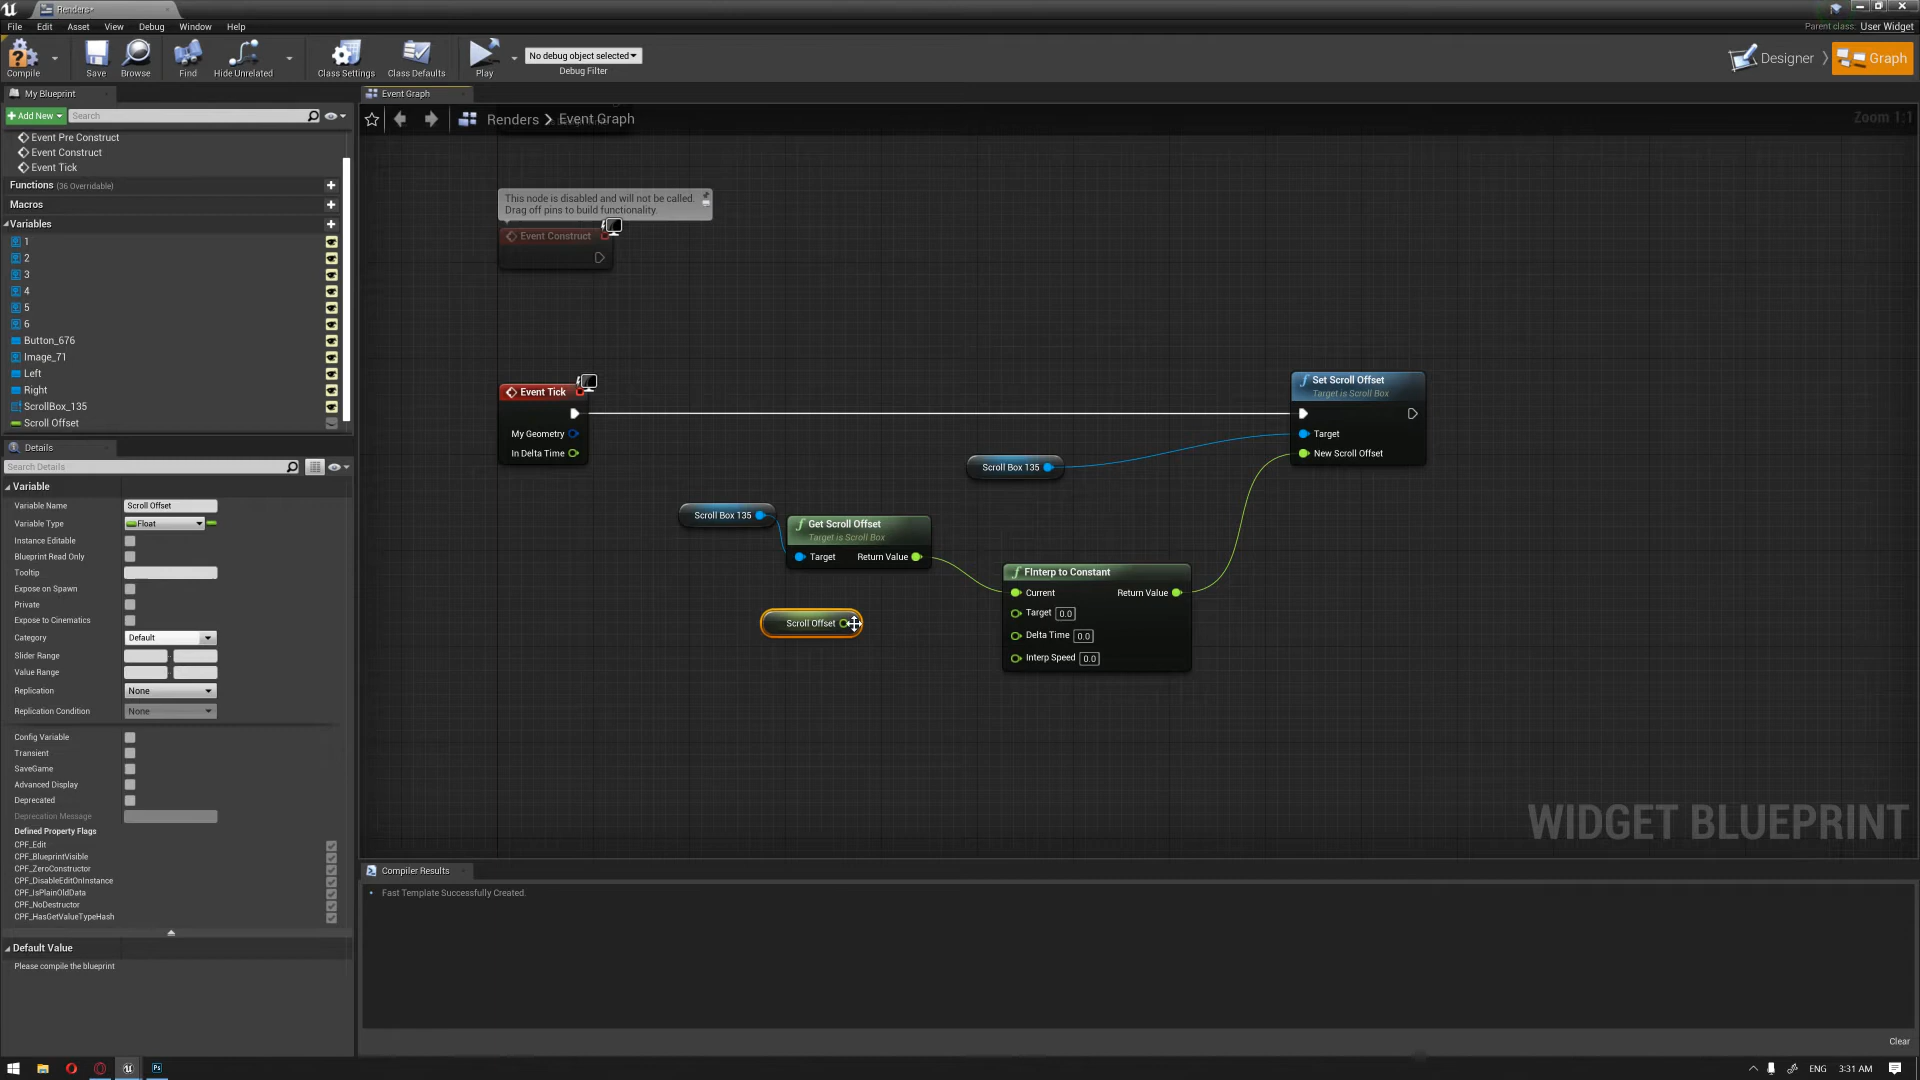 Renders*
File Edit Asset View Debug Window Help
Parent class: User Widget
Compile Save Browse Find Hide Unrelated Class Settings Class Defaults Play
No debug object selected
Debug Filter
Designer Graph
My Blueprint
Add New Search
Event Pre Construct
Event Construct
Event Tick
Functions (36 Overridable)
Macros
Variables
1
2
3
4
5
6
Button_676
Image_71
Left
Right
ScrollBox_135
Scroll Offset
Details
Search Details
Variable
Variable Name Scroll Offset
Variable Type Float
Instance Editable
Blueprint Read Only
Tooltip
Expose on Spawn
Private
Expose to Cinematics
Category Default
Slider Range
Value Range
Replication None
Replication Condition None
Config Variable
Transient
SaveGame
Advanced Display
Deprecated
Deprecation Message
Defined Property Flags
CPF_Edit
CPF_BlueprintVisible
CPF_ZeroConstructor
CPF_DisableEditOnInstance
CPF_IsPlainOldData
CPF_NoDestructor
CPF_HasGetValueTypeHash
Default Value
Please compile the blueprint
Event Graph
Renders > Event Graph
Zoom 1:1
This node is disabled and will not be called.
Drag off pins to build functionality.
Event Construct
Event Tick
My Geometry
In Delta Time
Set Scroll Offset
Target is Scroll Box
Target
New Scroll Offset
Scroll Box 135
Scroll Box 135
Get Scroll Offset
Target is Scroll Box
Target Return Value
Scroll Offset
FInterp to Constant
Current Return Value
Target 0.0
Delta Time 0.0
Interp Speed 0.0
WIDGET BLUEPRINT
Compiler Results
Fast Template Successfully Created.
Clear
Ps
ENG 3:31 AM